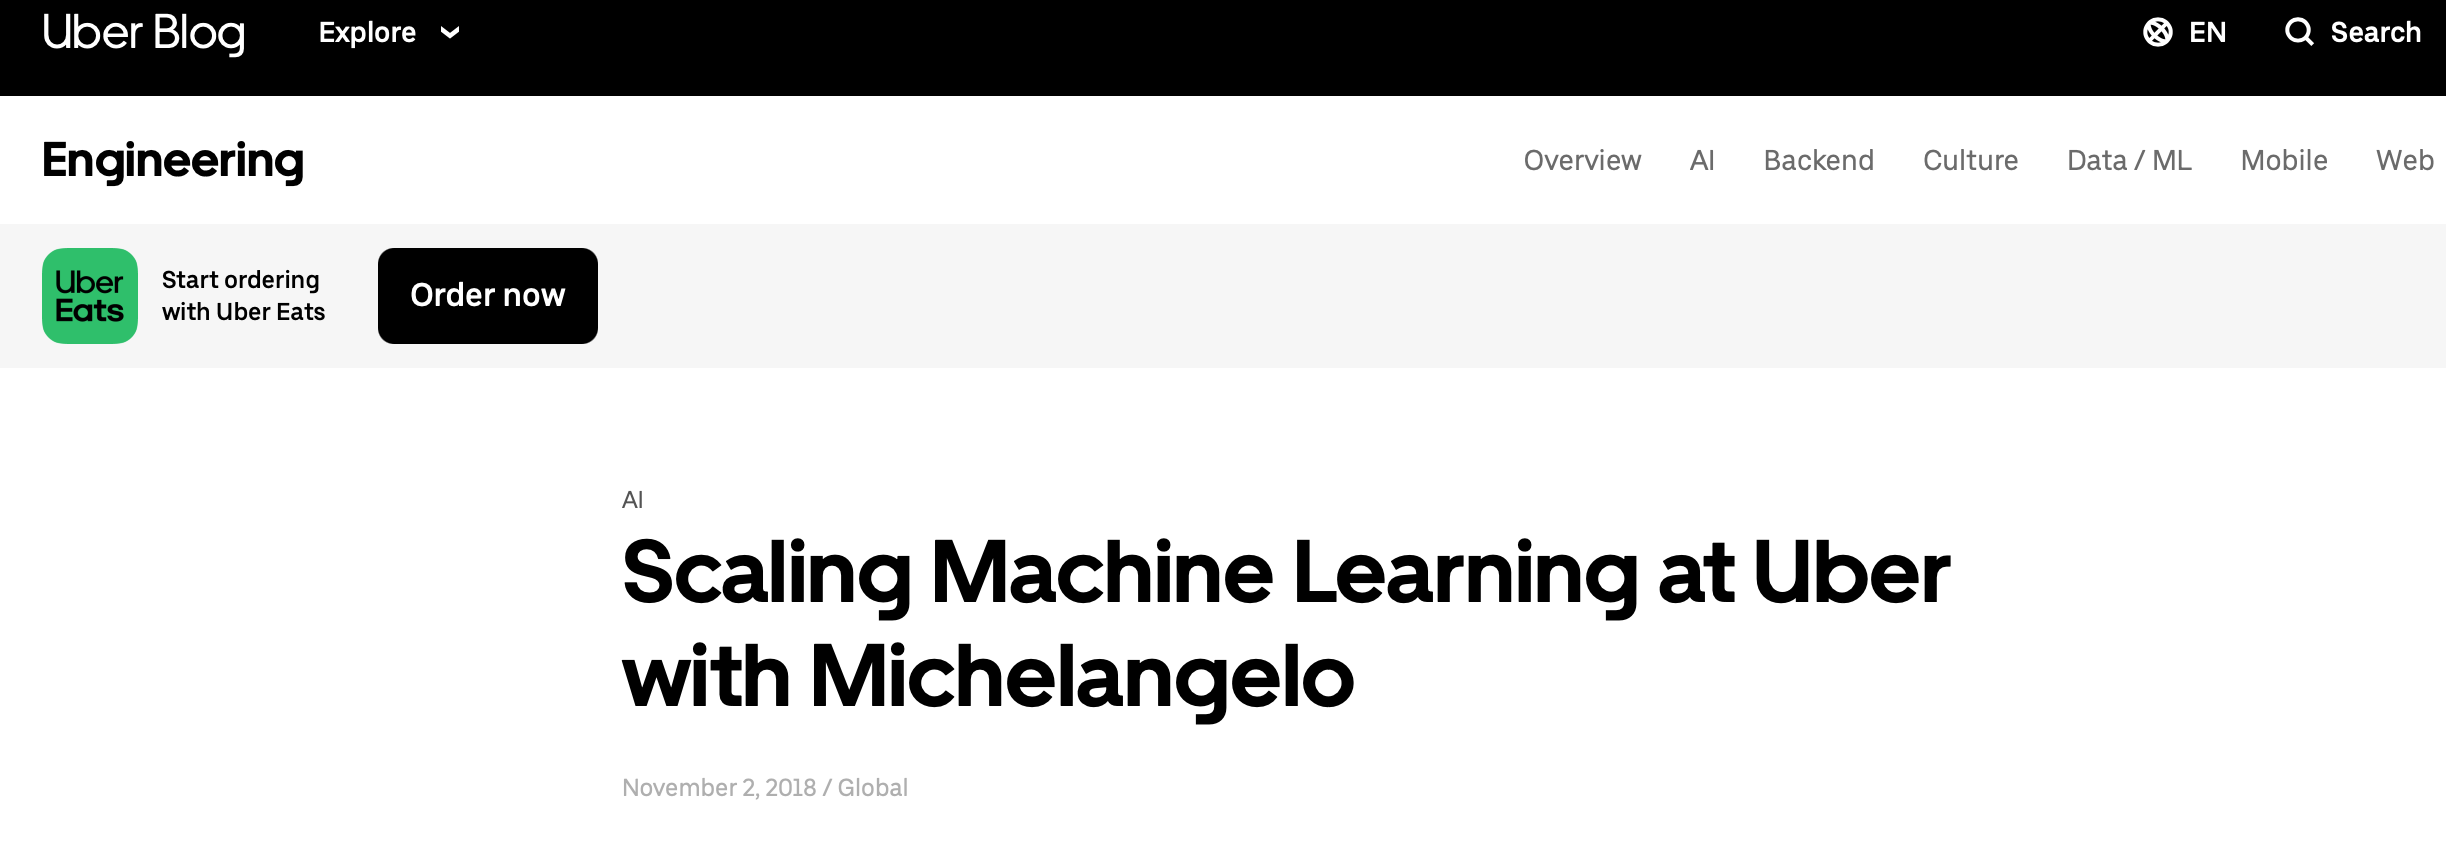 Uber Blog
Explore
EN
Search
Engineering
Overview
AI
Backend
Culture
Data / ML
Mobile
Web
Uber
Eats
Start ordering
with Uber Eats
Order now
AI
Scaling Machine Learning at Uber
with Michelangelo
November 2, 2018 / Global